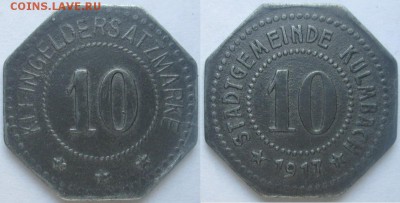 COINS.LAVE.RU
KLEINGELDERSATZMARKE
10
STADTGEMEINDE KULMBACH
10
1917